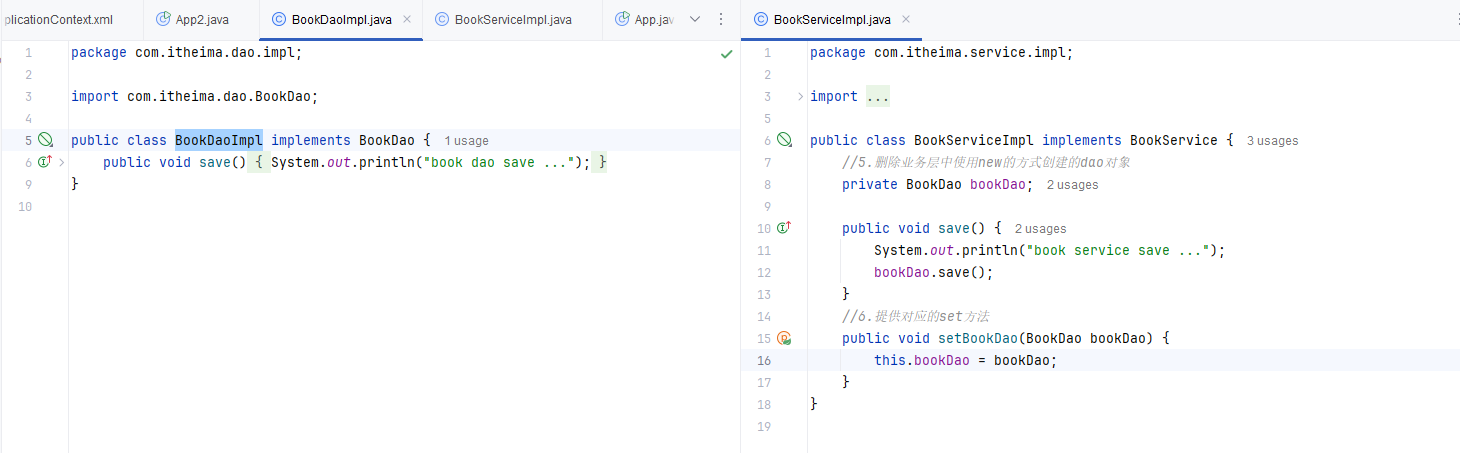 plicationContext.xml App2.java BookDaoImpl.java BookServiceImpl.java App.jav
1 package com.itheima.dao.impl;
2
3 import com.itheima.dao.BookDao;
4
5 public class BookDaoImpl implements BookDao { 1 usage
6 public void save() { System.out.println("book dao save ..."); }
9 }
10
BookServiceImpl.java
1 package com.itheima.service.impl;
2
3 import ...
5
6 public class BookServiceImpl implements BookService { 3 usages
7 //5.删除业务层中使用new的方式创建的dao对象
8 private BookDao bookDao; 2 usages
9
10 public void save() { 2 usages
11 System.out.println("book service save ...");
12 bookDao.save();
13 }
14 //6.提供对应的set方法
15 public void setBookDao(BookDao bookDao) {
16 this.bookDao = bookDao;
17 }
18 }
19